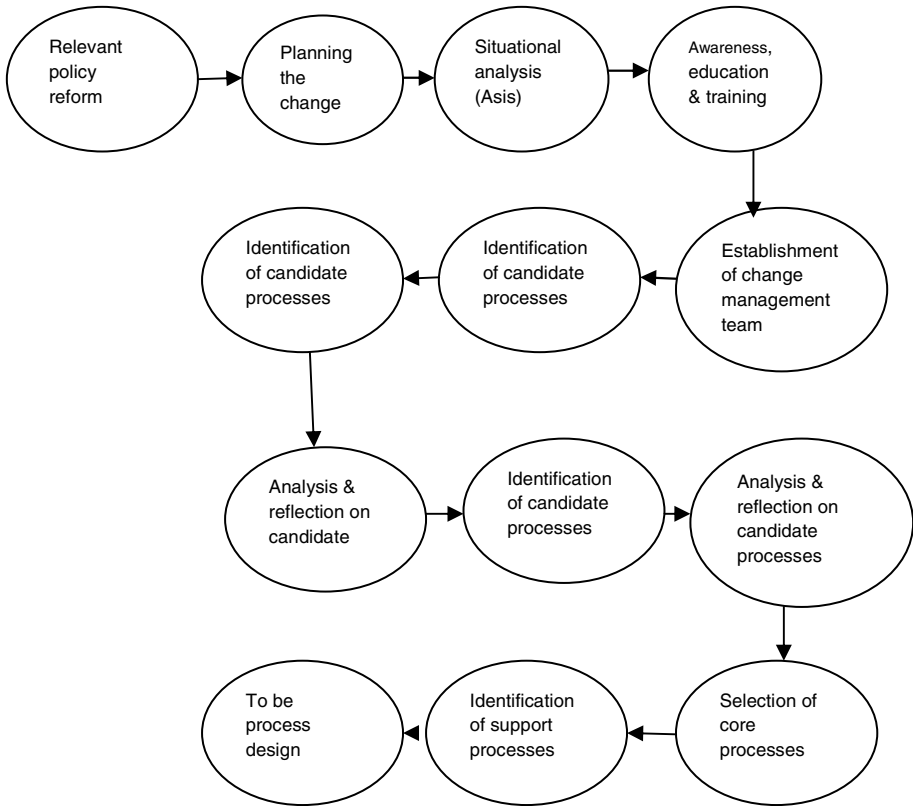 Relevant
policy
reform
Planning
the
change
Situational
analysis
(Asis)
Awareness,
education
& training
Establishment
of change
management
team
Identification
of candidate
processes
Identification
of candidate
processes
Analysis &
reflection on
candidate
Identification
of candidate
processes
Analysis &
reflection on
candidate
processes
Selection of
core
processes
Identification
of support
processes
To be
process
design